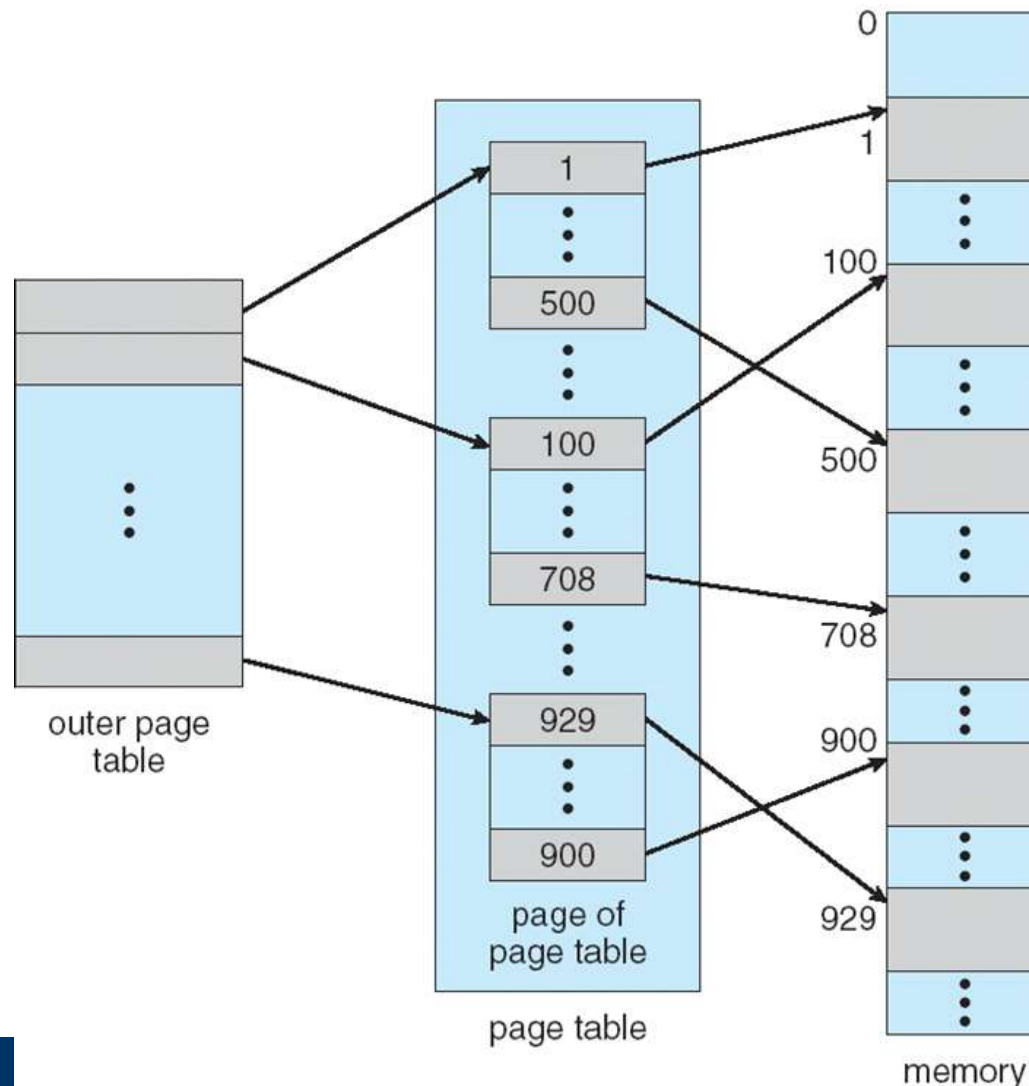 outer page
table
1
500
100
708
929
900
page of
page table
page table
0
1
100
500
708
900
929
memory